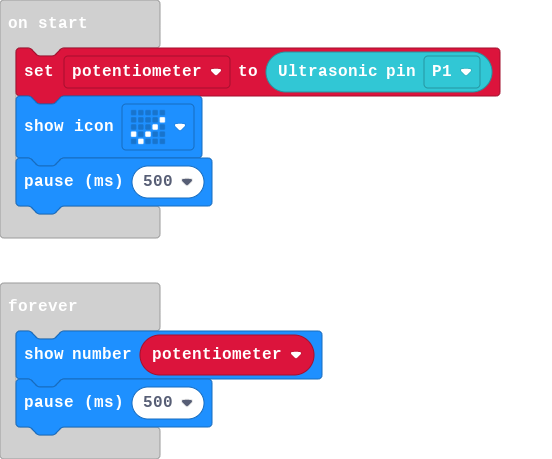 on start
set potentiometer to Ultrasonic pin P1
show icon
pause (ms) 500
forever
show number potentiometer
pause (ms) 500